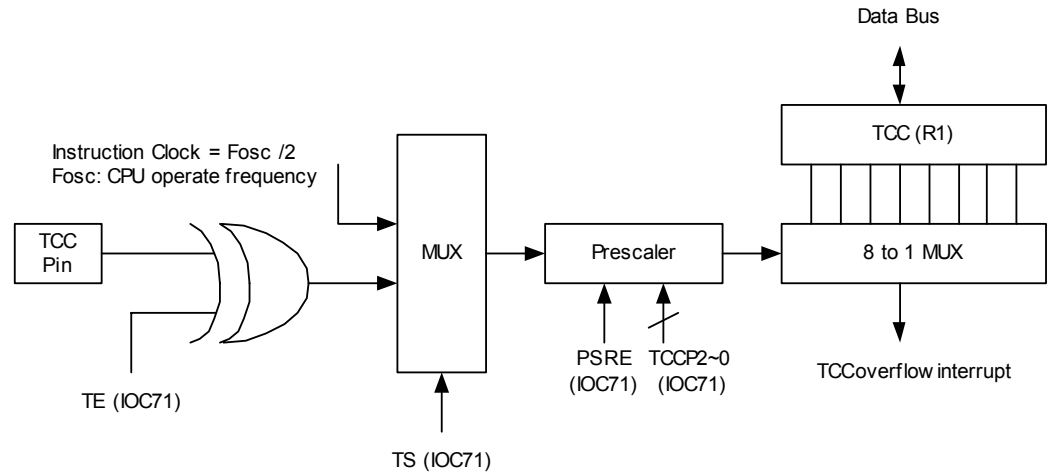 Data Bus
TCC (R1)
Instruction Clock = Fosc /2
Fosc: CPU operate frequency
TCC
Pin
MUX
Prescaler
8 to 1 MUX
PSRE
(IOC71)
TCCP2~0
(IOC71)
TCCoverflow interrupt
TE (IOC71)
TS (IOC71)